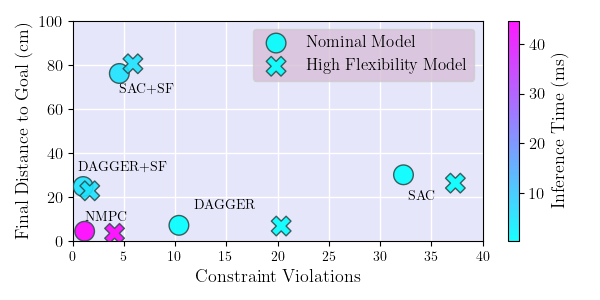 100
80
60
40
20
0
Final Distance to Goal (cm)
Nominal Model
High Flexibility Model
SAC+SF
DAGGER+SF
NMPC
DAGGER
SAC
0
5
10
15
20
25
30
35
40
Constraint Violations
40
30
20
10
Inference Time (ms)